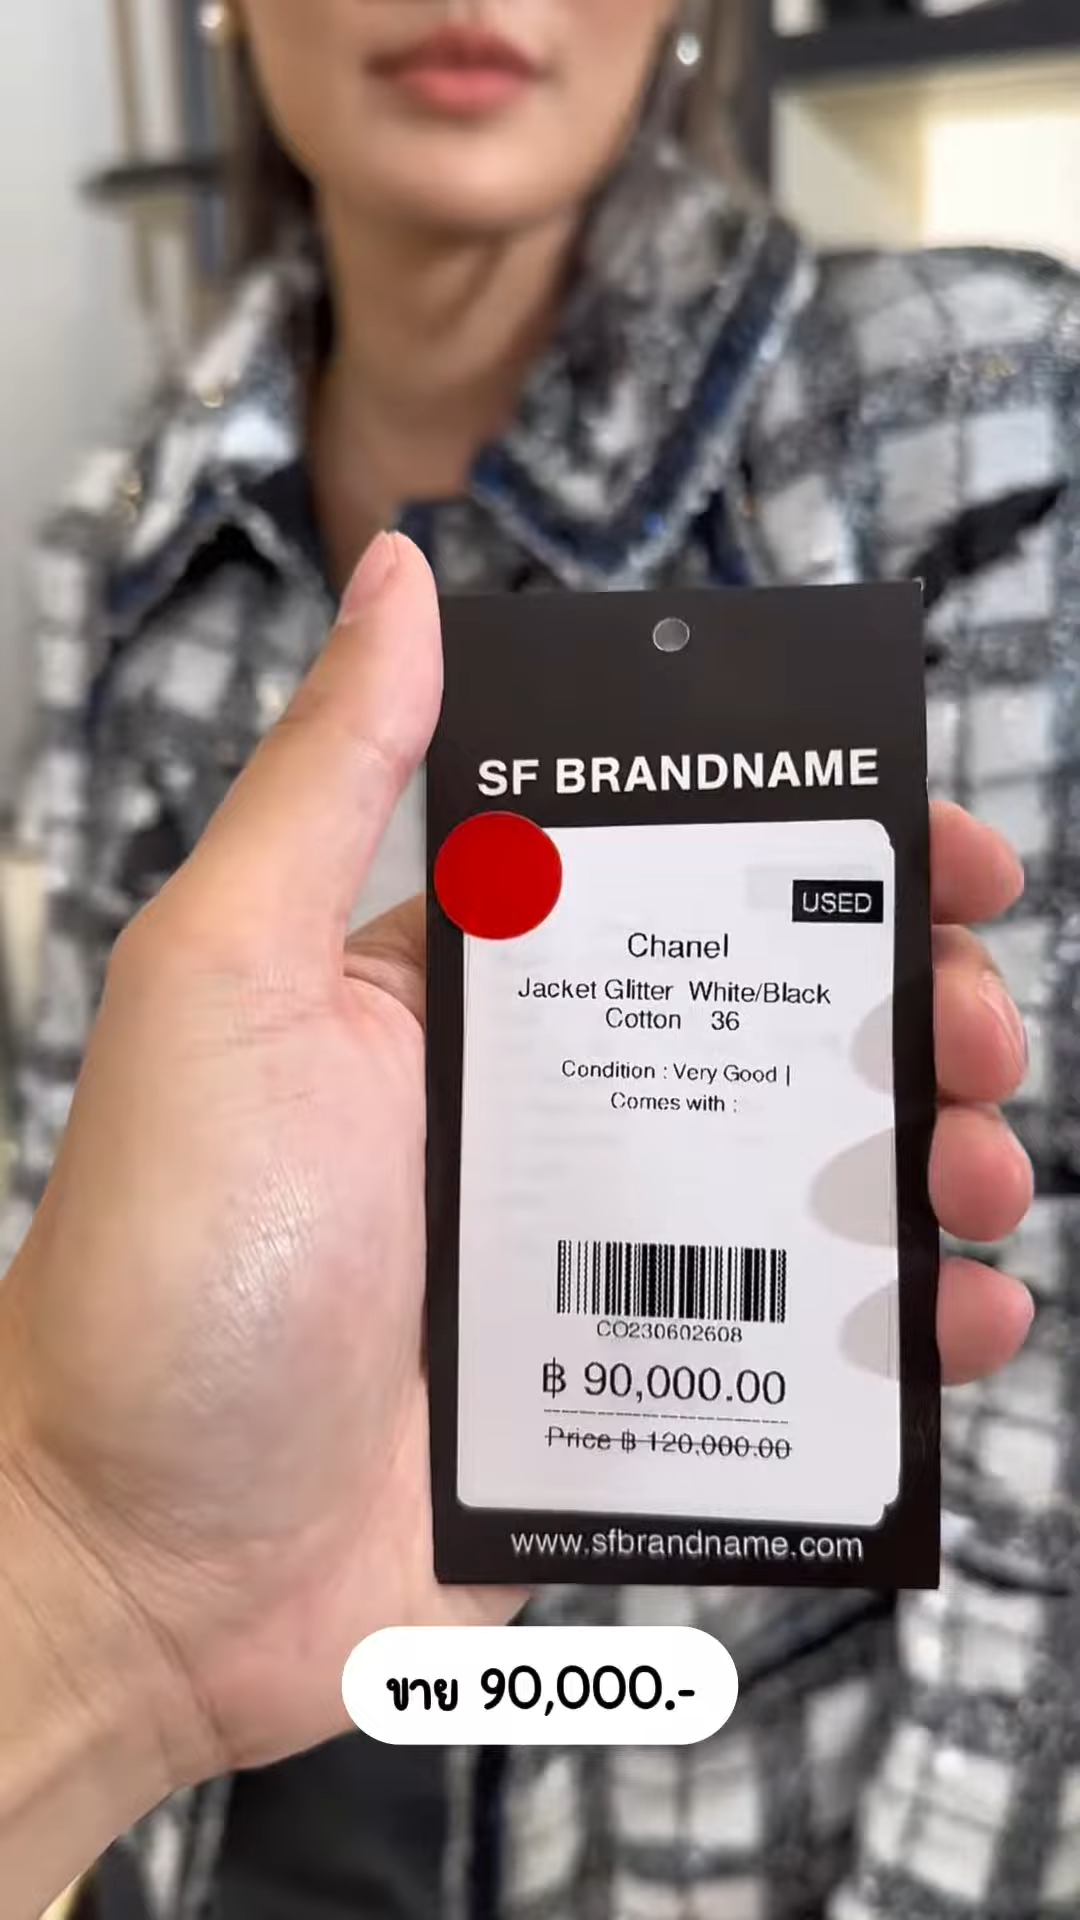 SF BRANDNAME
USED
Chanel
Jacket Glitter White/Black
Cotton 36
Condition : Very Good |
Comes with :
CO230602608
฿ 90,000.00
Price ฿ 120,000.00
www.sfbrandname.com
ขาย 90,000.-